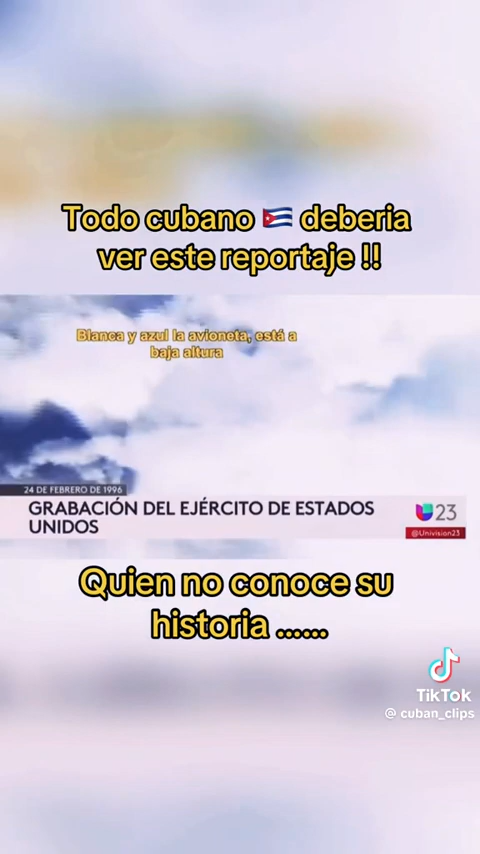 Todo cubano 🇨🇺 deberia
ver este reportaje !!
Blanca y azul la avioneta, está a
baja altura
24 DE FEBRERO DE 1996
GRABACIÓN DEL EJÉRCITO DE ESTADOS
UNIDOS
23
@Univision23
Quien no conoce su
historia ......
TikTok
@ cuban_clips